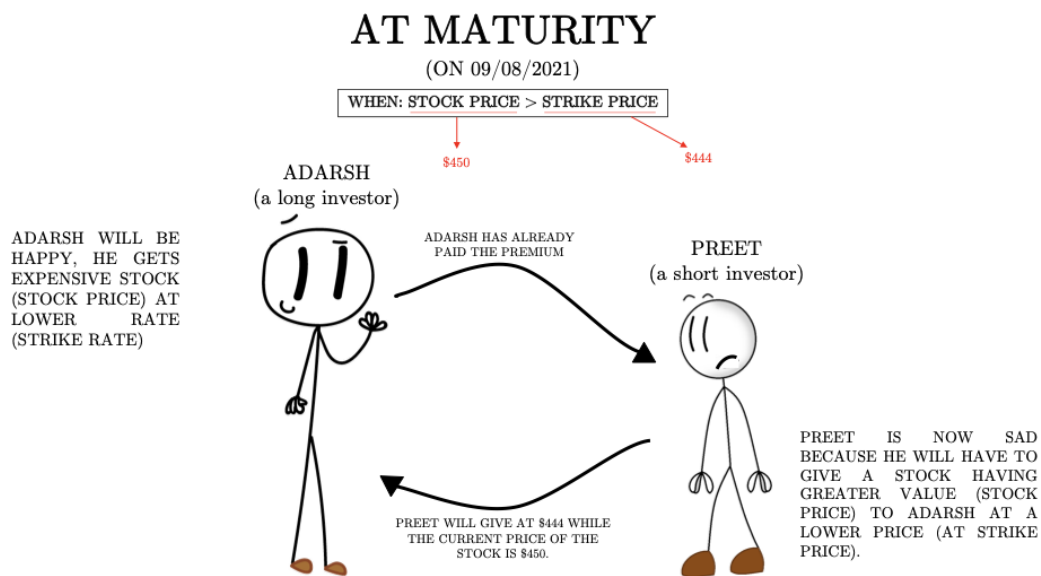 AT MATURITY
(ON 09/08/2021)
WHEN: STOCK PRICE > STRIKE PRICE
$450
$444
ADARSH
(a long investor)
ADARSH WILL BE
HAPPY, HE GETS
EXPENSIVE STOCK
(STOCK PRICE) AT
LOWER RATE
(STRIKE RATE)
ADARSH HAS ALREADY
PAID THE PREMIUM
PREET
(a short investor)
PREET IS NOW SAD
BECAUSE HE WILL HAVE TO
GIVE A STOCK HAVING
GREATER VALUE (STOCK
PRICE) TO ADARSH AT A
LOWER PRICE (AT STRIKE
PRICE).
PREET WILL GIVE AT $444 WHILE
THE CURRENT PRICE OF THE
STOCK IS $450.